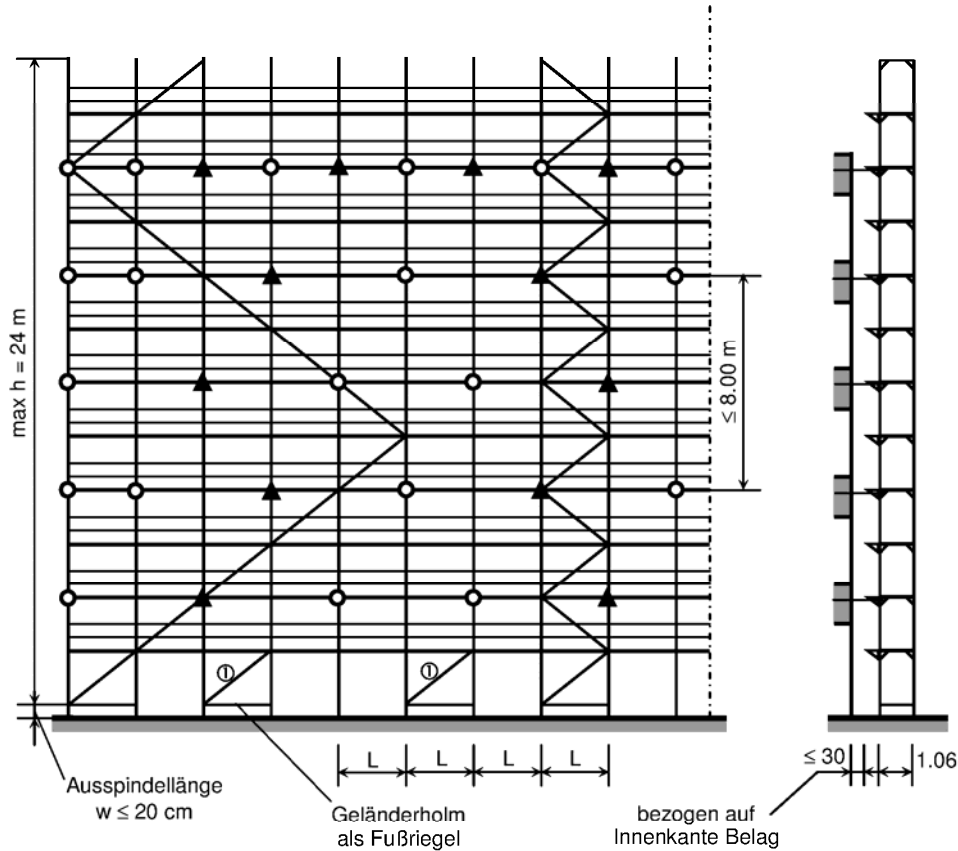 max h = 24 m
≤ 8.00 m
①
①
L
L
L
L
≤ 30
1.06
Ausspindellänge
w ≤ 20 cm
Geländerholm
als Fußriegel
bezogen auf
Innenkante Belag